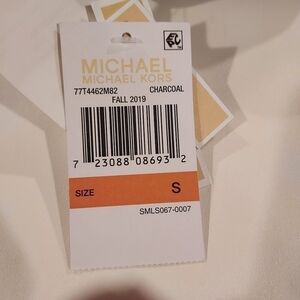 MICHAEL
MICHAEL KORS
77T4462M82 CHARCOAL
FALL 2019
7 23088 08693 2
SIZE S
SMLS067-0007